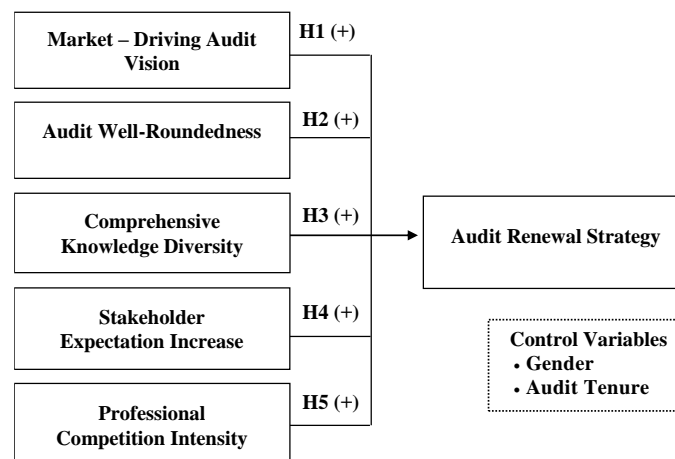 Market – Driving Audit
Vision
H1 (+)
Audit Well-Roundedness
H2 (+)
Comprehensive
Knowledge Diversity
H3 (+)
Stakeholder
Expectation Increase
H4 (+)
Professional
Competition Intensity
H5 (+)
Audit Renewal Strategy
Control Variables
• Gender
• Audit Tenure